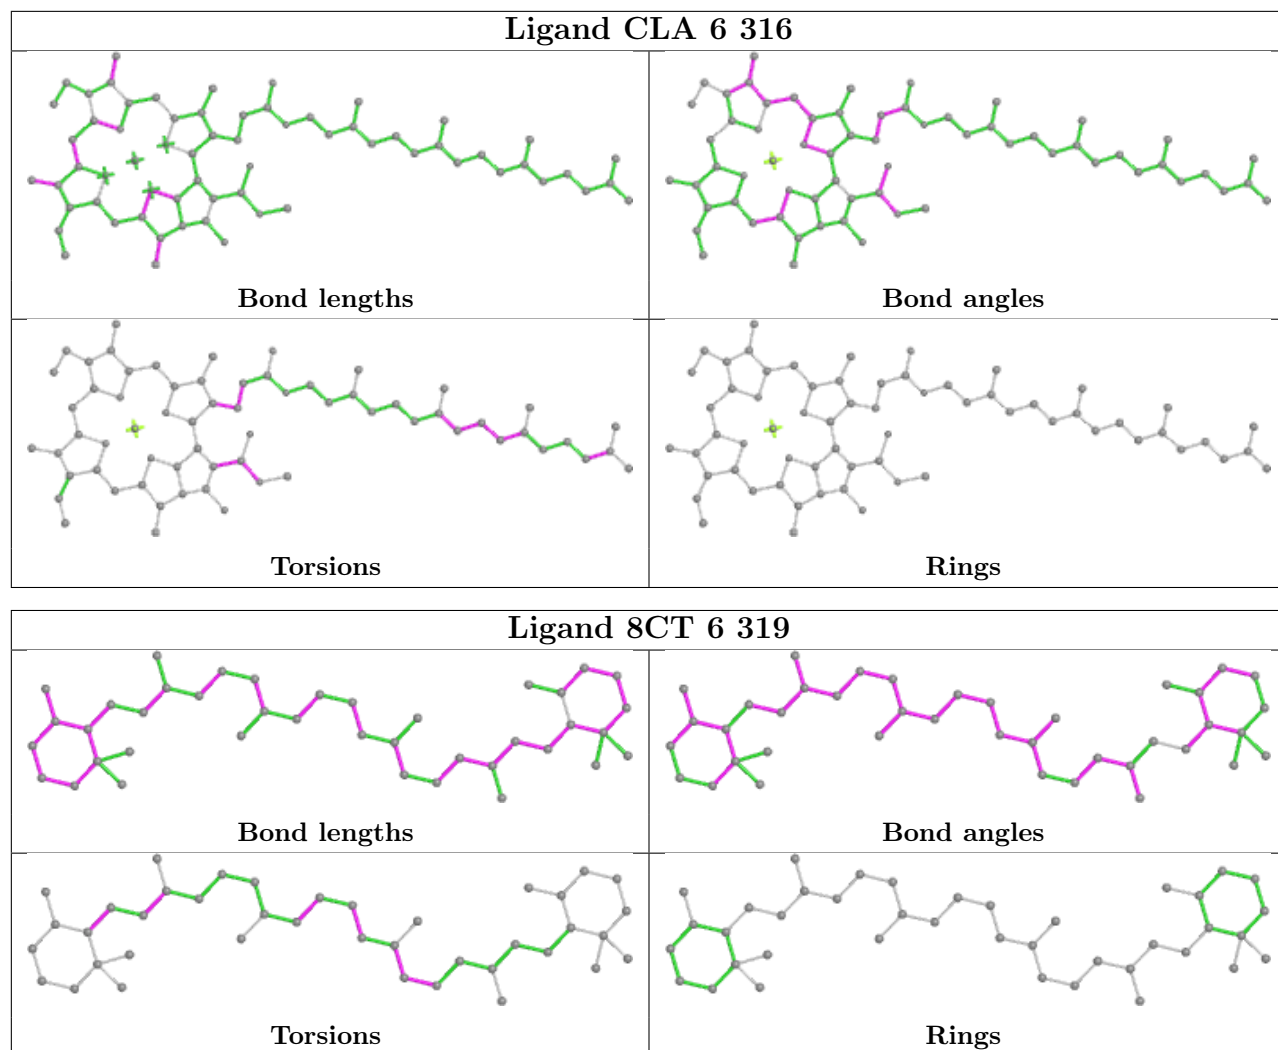 Ligand CLA 6 316
Bond lengths
Bond angles
Torsions
Rings
Ligand 8CT 6 319
Bond lengths
Bond angles
Torsions
Rings